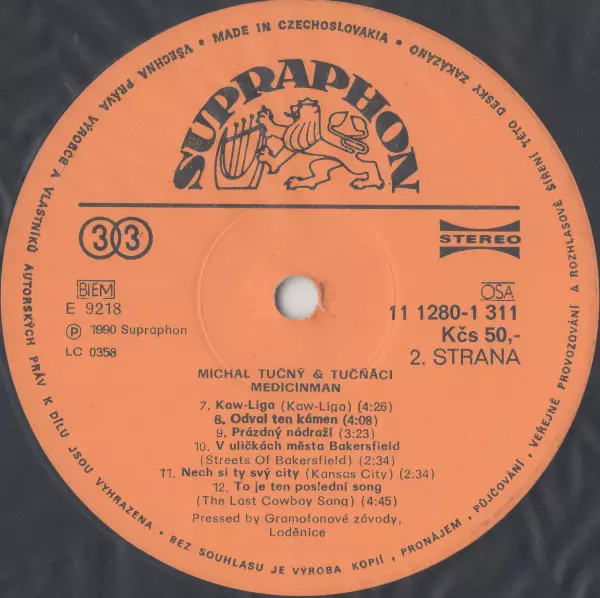 • MADE IN CZECHOSLOVAKIA •
VŠECHNA PRÁVA VÝROBCE A VLASTNÍKŮ AUTORSKÝCH PRÁV K DÍLU JSOU VYHRAZENA • BEZ SOUHLASU JE VÝROBA KOPIÍ, PRONÁJEM, PŮJČOVÁNÍ, VEŘEJNÉ PROVOZOVÁNÍ A ROZHLASOVÉ ŠÍŘENÍ TÉTO DESKY ZAKÁZÁNO
SUPRAPHON
33
STEREO
BIEM
E 9218
Ⓟ 1990 Supraphon
LC 0358
OSA
11 1280-1 311
Kčs 50,-
2. STRANA
MICHAL TUČNÝ & TUČŇÁCI
MEDICINMAN
7. Kaw-Liga (Kaw-Liga) (4:26)
8. Odval ten kámen (4:08)
9. Prázdný nádraží (3:23)
10. V uličkách města Bakersfield
(Streets Of Bakersfield) (2:34)
11. Nech si ty svý city (Kansas City) (2:34)
12. To je ten poslední song
(The Last Cowboy Song) (4:45)
Pressed by Gramofonové závody,
Loděnice